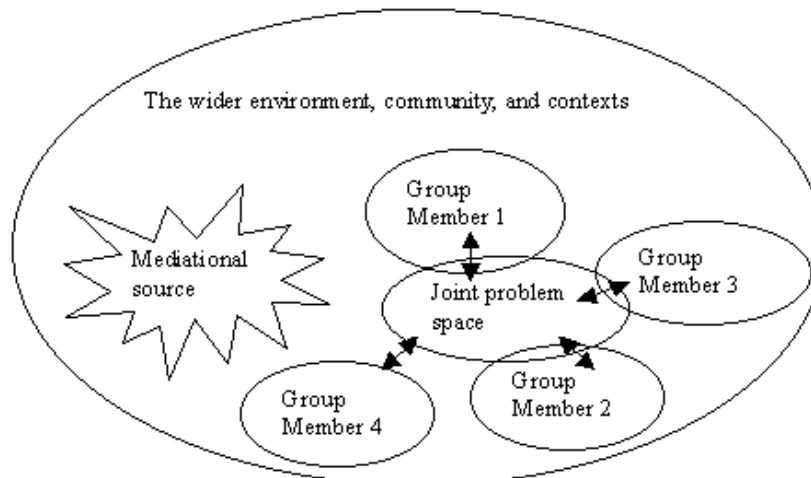 The wider environment, community, and contexts
Group
Member 1
Mediational
source
Group
Member 3
Joint problem
space
Group
Member 2
Group
Member 4